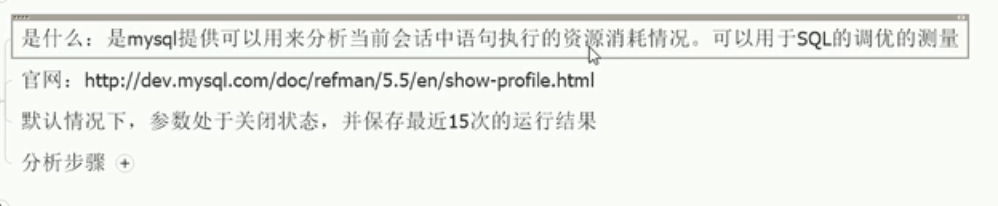 是什么：是mysql提供可以用来分析当前会话中语句执行的资源消耗情况。可以用于SQL的调优的测量
官网：http://dev.mysql.com/doc/refman/5.5/en/show-profile.html
默认情况下，参数处于关闭状态，并保存最近15次的运行结果
分析步骤